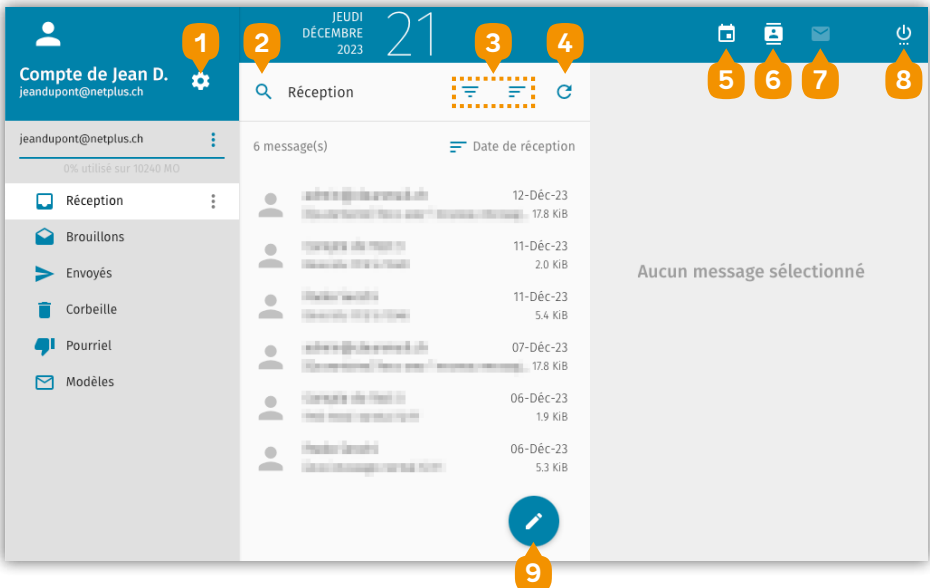 JEUDI
DÉCEMBRE
2023
21
1
2
3
4
5
6
7
8
Compte de Jean D.
jeandupont@netplus.ch
Réception
jeandupont@netplus.ch
0% utilisé sur 10240 MO
6 message(s)
Date de réception
Réception
Brouillons
Envoyés
Corbeille
Pourriel
Modèles
12-Déc-23
17.8 KiB
11-Déc-23
2.0 KiB
11-Déc-23
5.4 KiB
07-Déc-23
17.8 KiB
06-Déc-23
1.9 KiB
06-Déc-23
5.3 KiB
Aucun message sélectionné
9